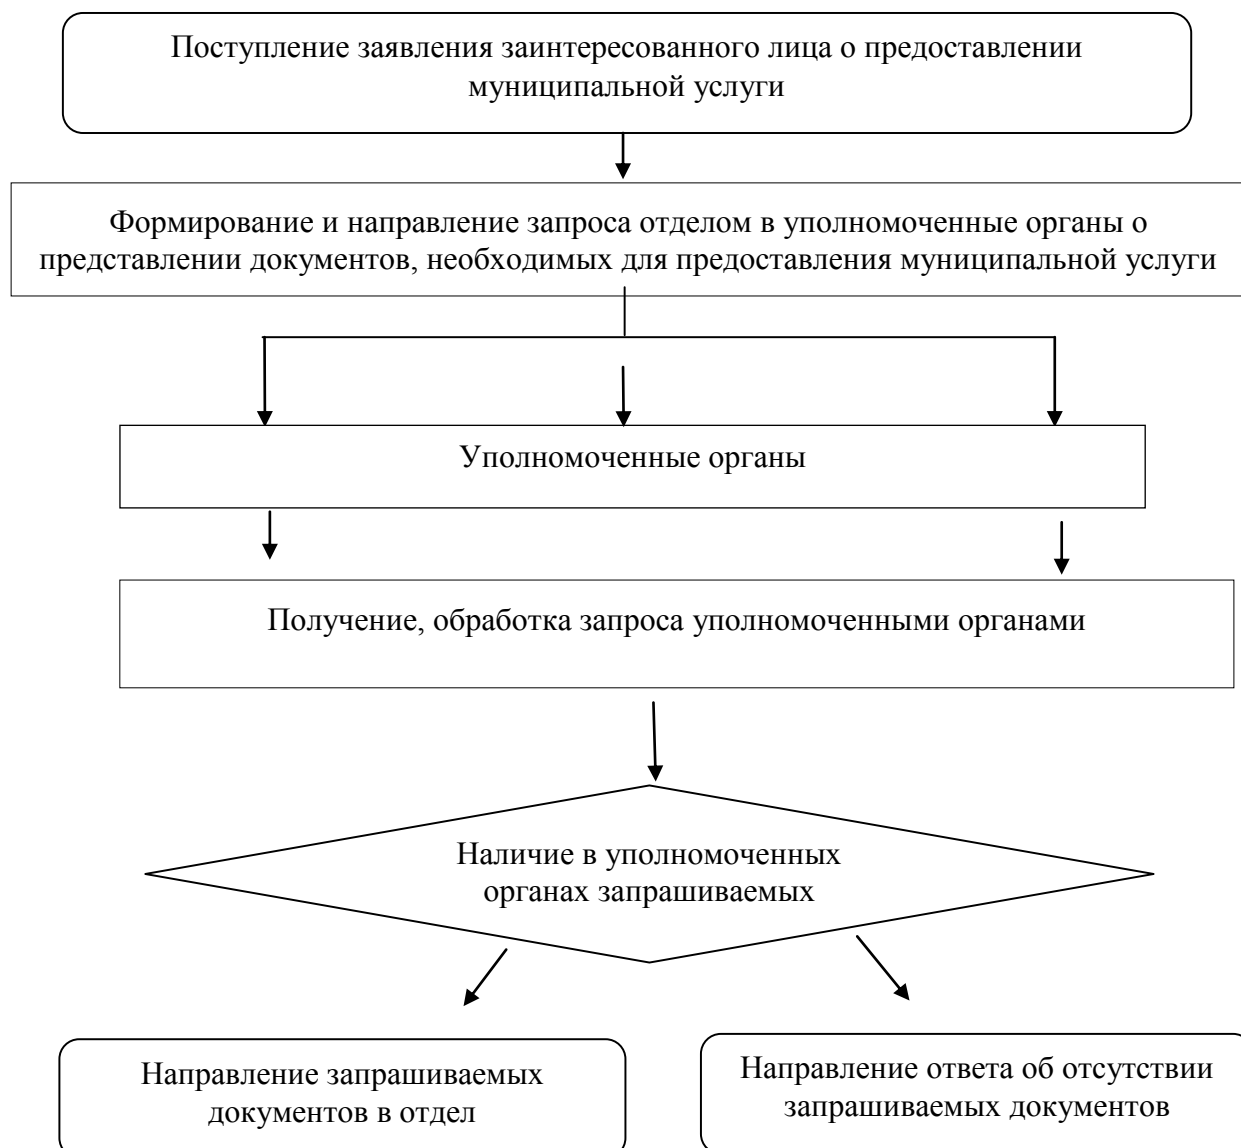 Поступление заявления заинтересованного лица о предоставлении
муниципальной услуги
Формирование и направление запроса отделом в уполномоченные органы о
представлении документов, необходимых для предоставления муниципальной услуги
Уполномоченные органы
Получение, обработка запроса уполномоченными органами
Наличие в уполномоченных
органах запрашиваемых
Направление запрашиваемых
документов в отдел
Направление ответа об отсутствии
запрашиваемых документов